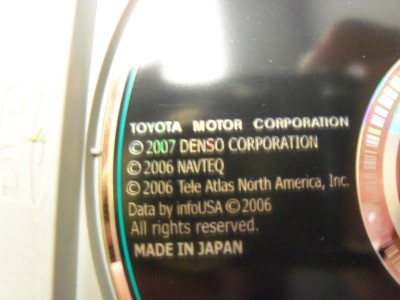 TOYOTA MOTOR CORPORATION
© 2007 DENSO CORPORATION
© 2006 NAVTEQ
© 2006 Tele Atlas North America, Inc.
Data by infoUSA © 2006
All rights reserved.
MADE IN JAPAN